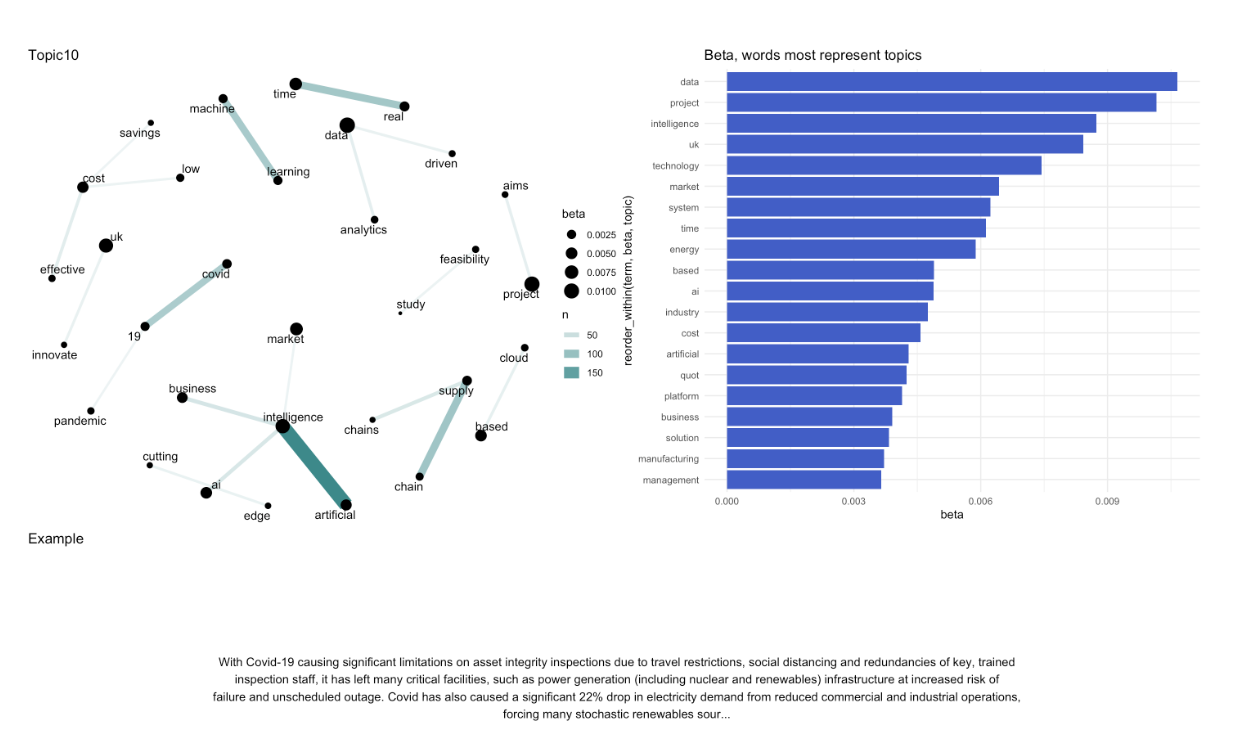 Topic10
time
machine
real
savings
data
low
learning
driven
cost
aims
uk
analytics
feasibility
effective
covid
project
study
19
market
innovate
cloud
business
supply
pandemic
intelligence
chains
based
cutting
ai
chain
edge
artificial
beta
0.0025
0.0050
0.0075
0.0100
n
50
100
150
Beta, words most represent topics
reorder_within(term, beta, topic)
data
project
intelligence
uk
technology
market
system
time
energy
based
ai
industry
cost
artificial
quot
platform
business
solution
manufacturing
management
0.000 0.003 0.006 0.009
beta
Example
With Covid-19 causing significant limitations on asset integrity inspections due to travel restrictions, social distancing and redundancies of key, trained
inspection staff, it has left many critical facilities, such as power generation (including nuclear and renewables) infrastructure at increased risk of
failure and unscheduled outage. Covid has also caused a significant 22% drop in electricity demand from reduced commercial and industrial operations,
forcing many stochastic renewables sour...